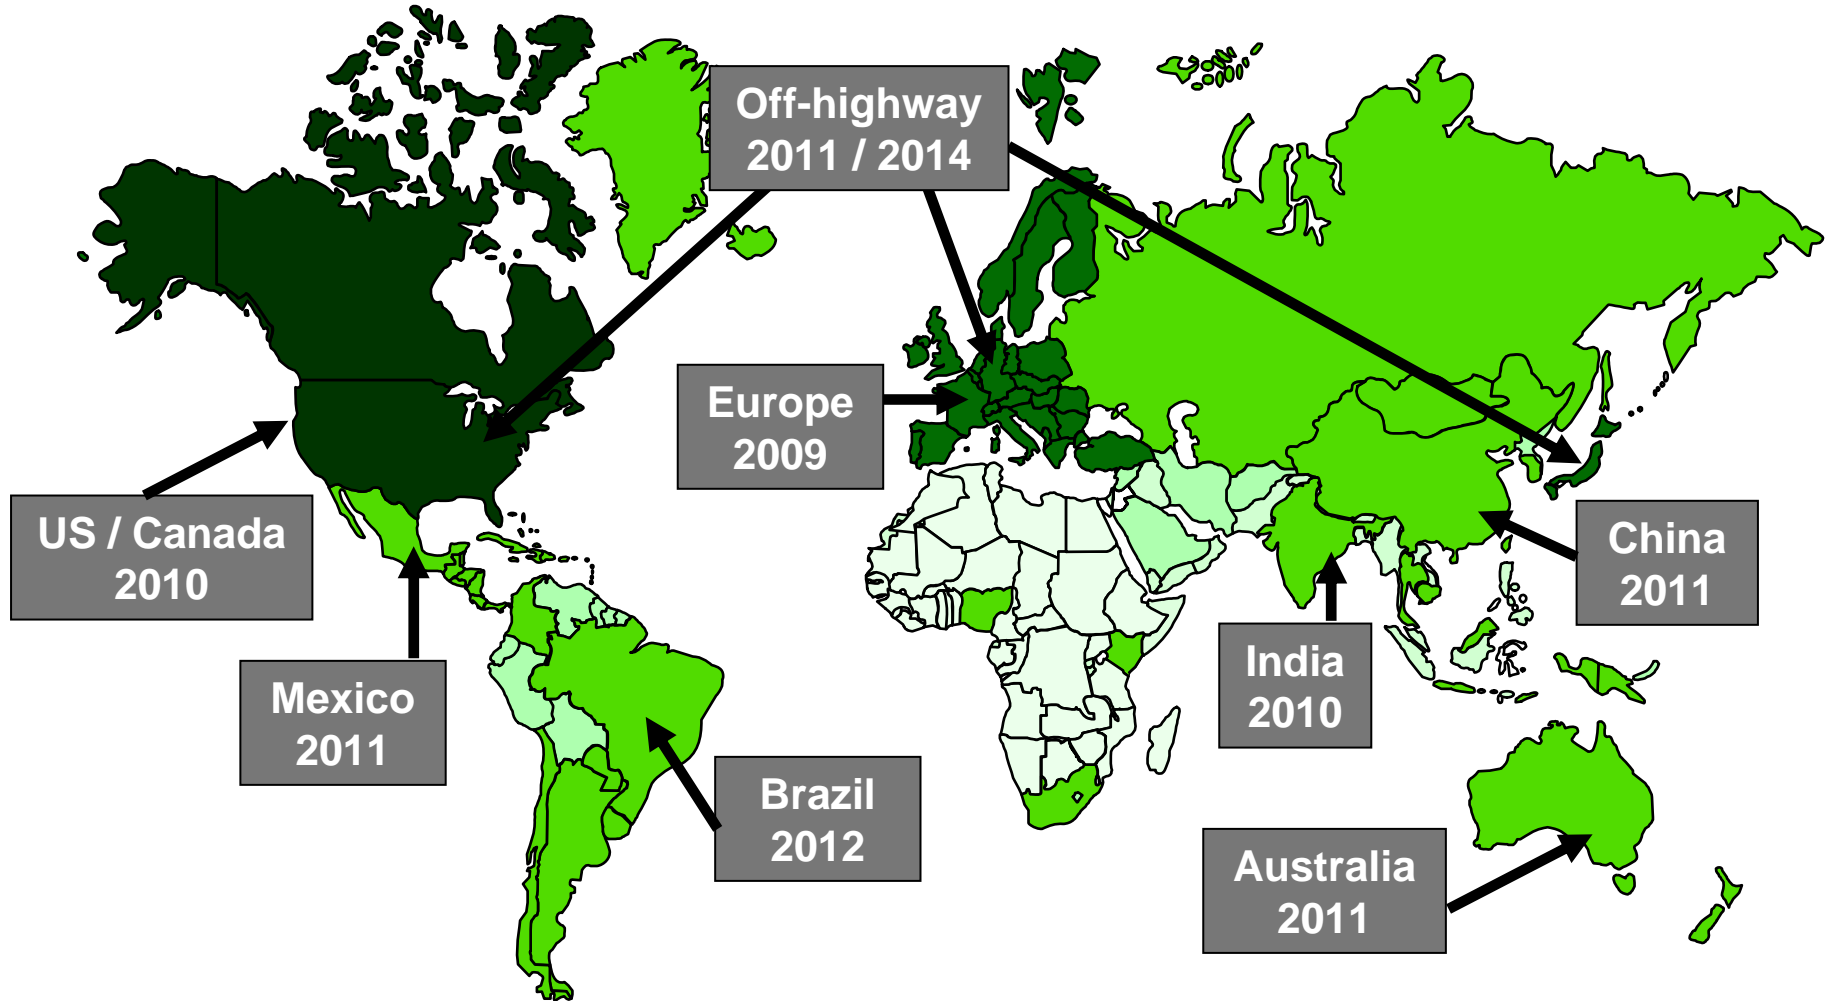 Off-highway
2011 / 2014
Europe
2009
US / Canada
2010
China
2011
India
2010
Mexico
2011
Brazil
2012
Australia
2011